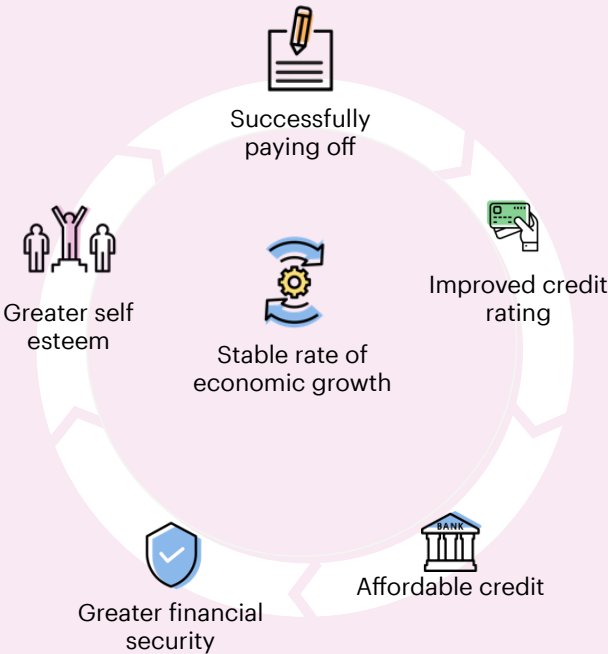 Successfully
paying off
Improved credit
rating
Greater self
esteem
Stable rate of
economic growth
BANK
Affordable credit
Greater financial
security